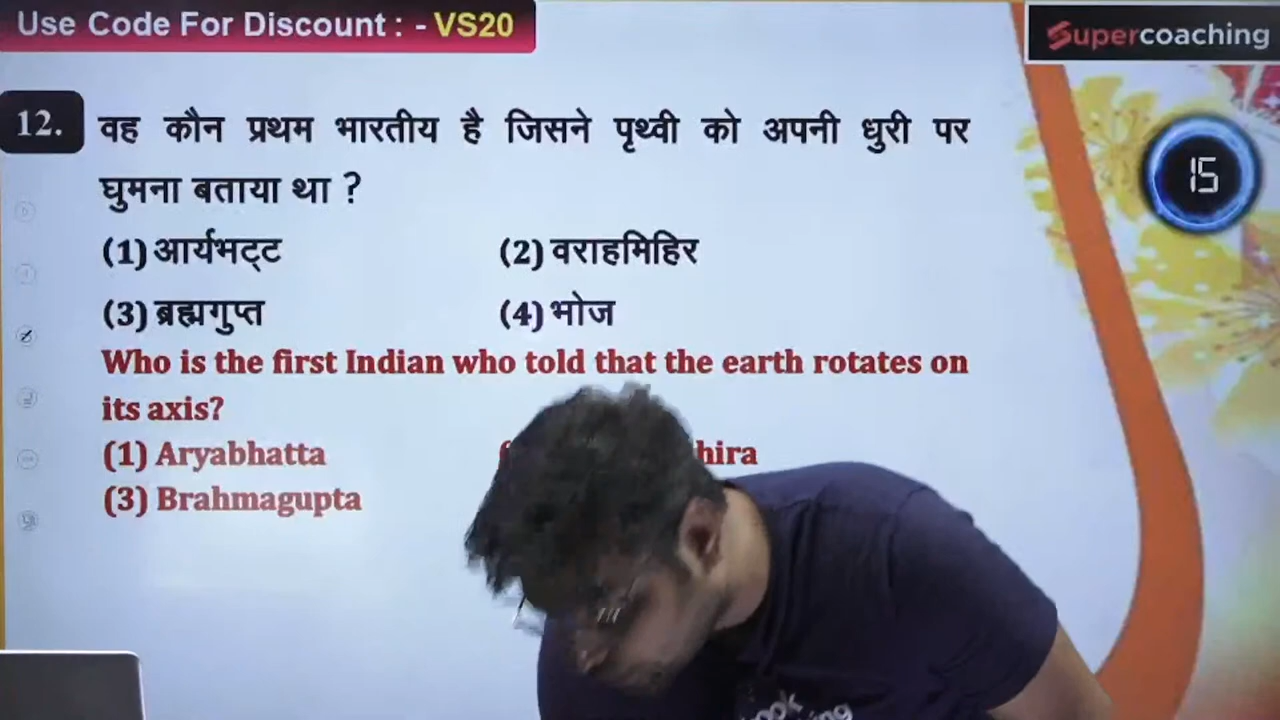 Use Code For Discount : - VS20
Supercoaching
12. वह कौन प्रथम भारतीय है जिसने पृथ्वी को अपनी धुरी पर
15
घुमना बताया था ?
(1) आर्यभट्ट (2) वराहमिहिर
(3) ब्रह्मगुप्त (4) भोज
Who is the first Indian who told that the earth rotates on
its axis?
(1) Aryabhatta
(3) Brahmagupta